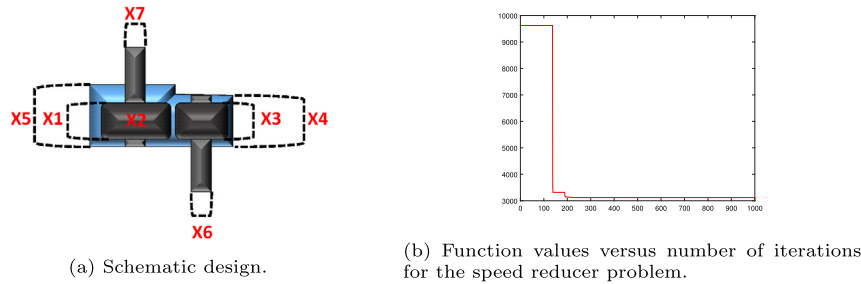 X7
X5 X1 X2 X3 X4
X6
(a) Schematic design.
10000
9000
8000
7000
6000
5000
4000
3000
0 100 200 300 400 500 600 700 800 900 1000
(b) Function values versus number of iterations
for the speed reducer problem.